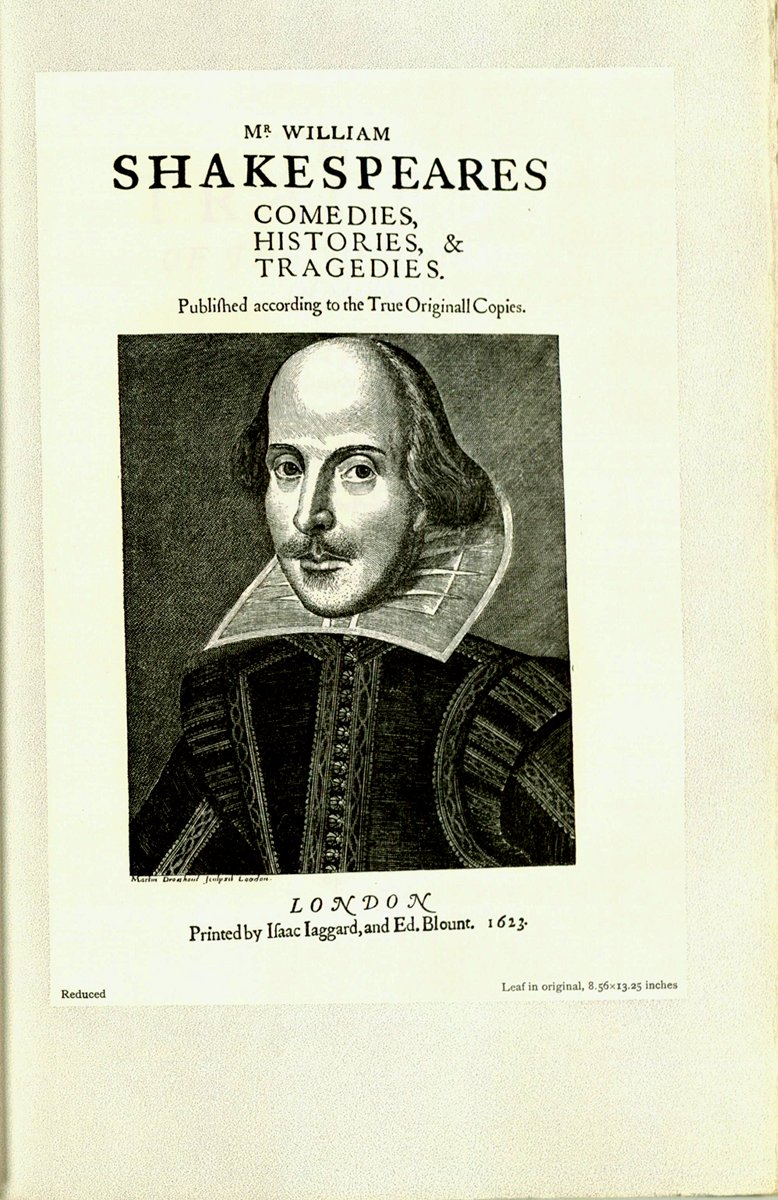 Mʀ. WILLIAM
SHAKESPEARES
COMEDIES,
HISTORIES, &
TRAGEDIES.
Publiſhed according to the True Originall Copies.
Martin Droeshout ſculpsit London.
LONDON
Printed by Iſaac Iaggard, and Ed. Blount. 1623.
Reduced
Leaf in original, 8.56×13.25 inches